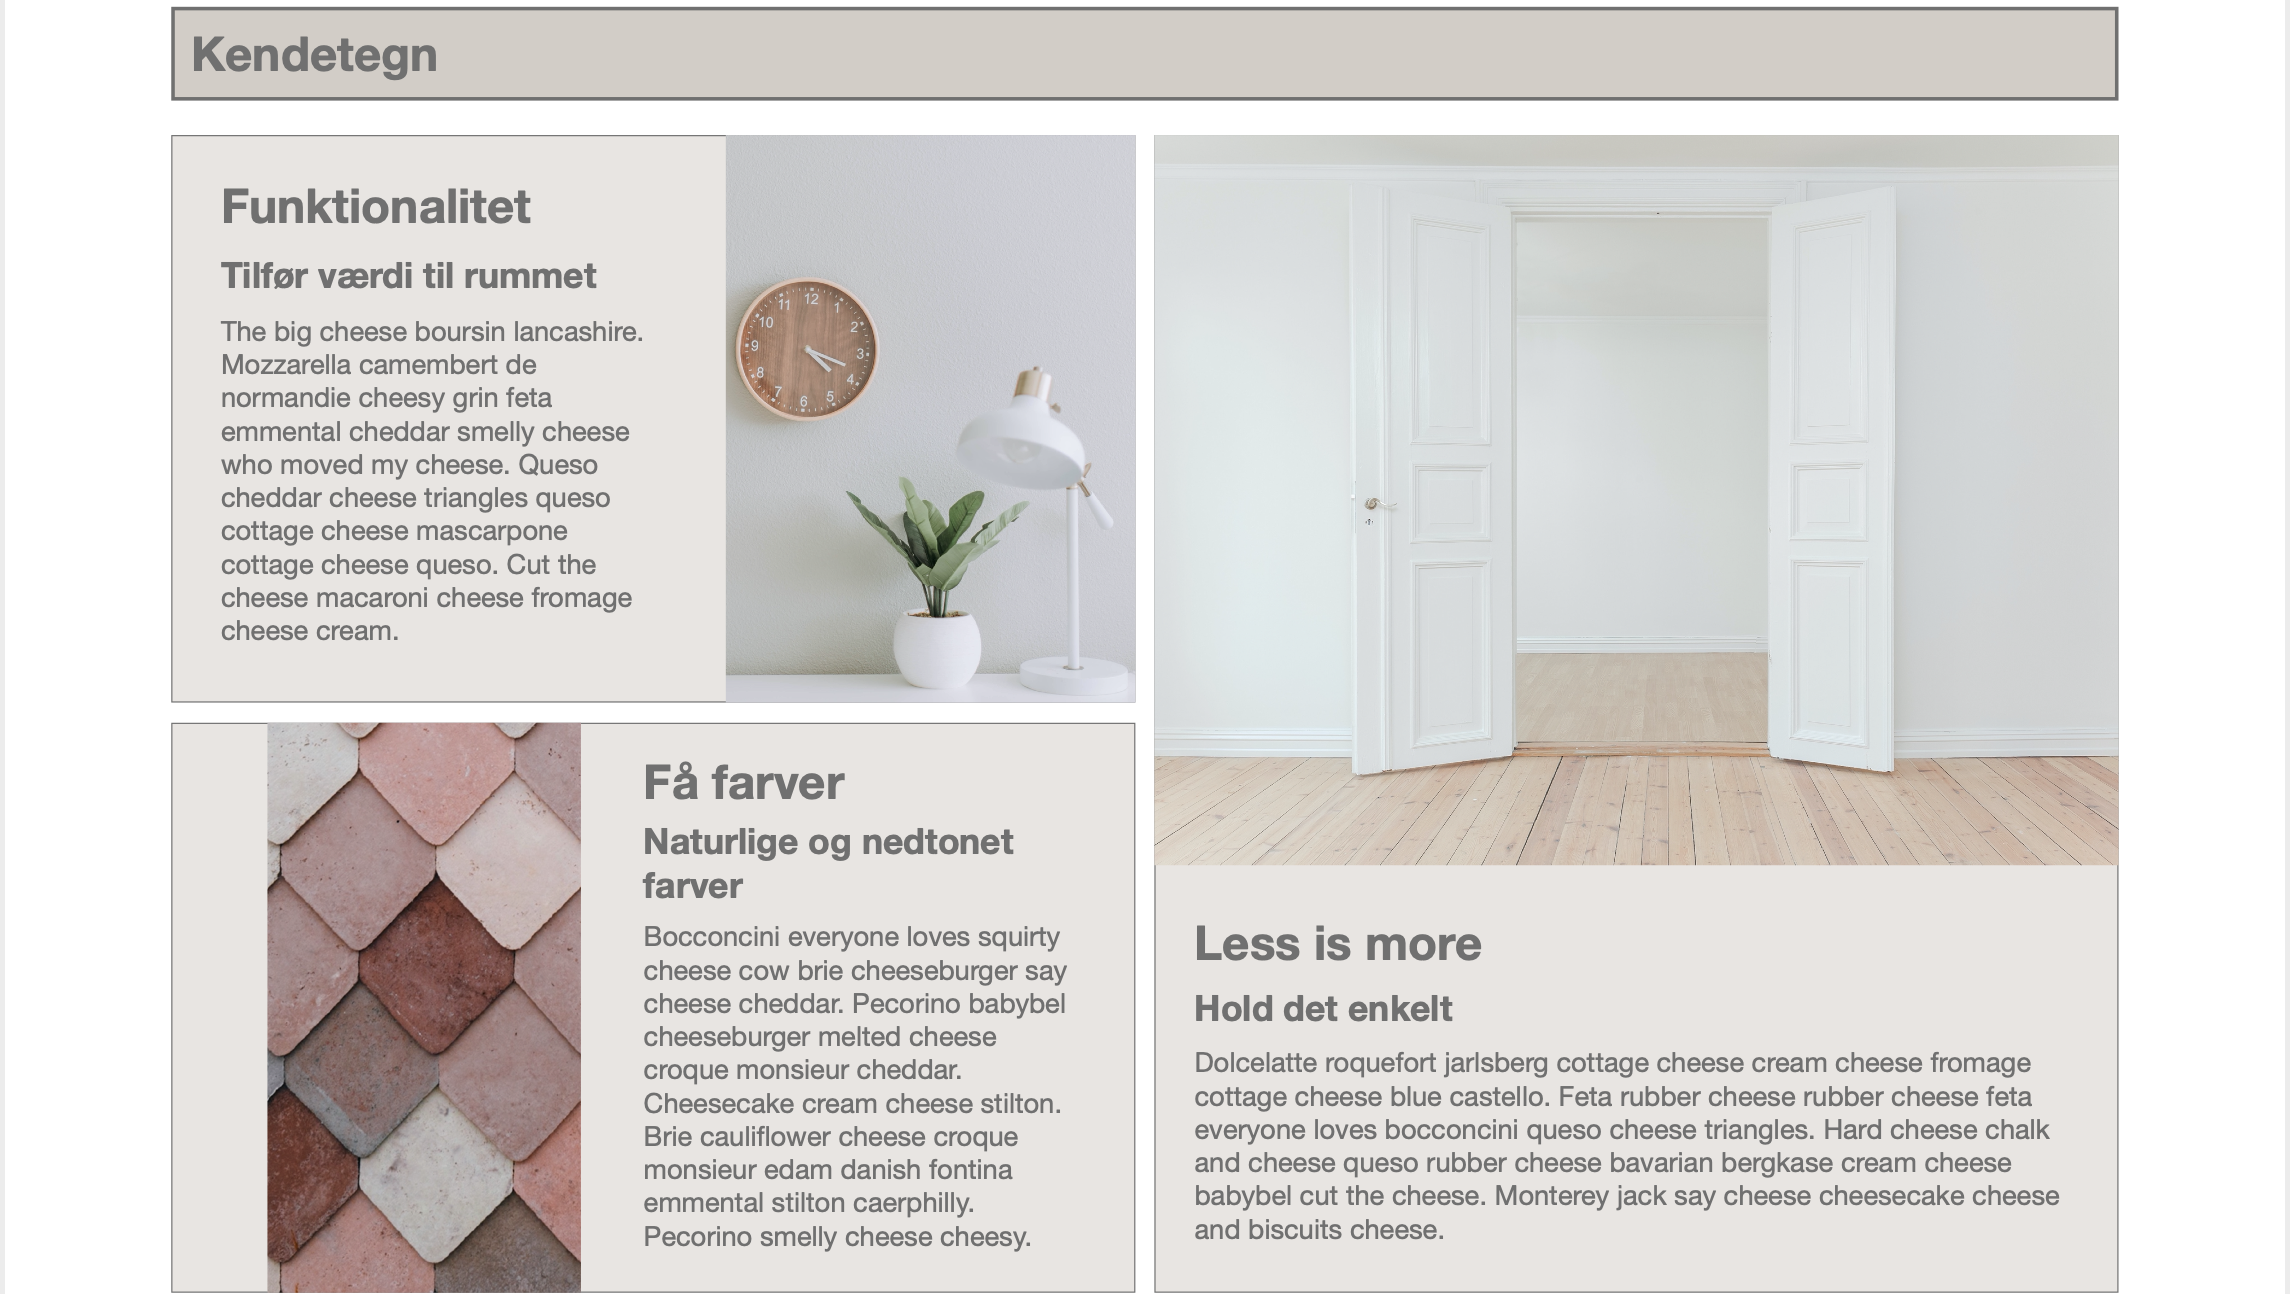 Kendetegn
Funktionalitet
Tilfør værdi til rummet
The big cheese boursin lancashire.
Mozzarella camembert de
normandie cheesy grin feta
emmental cheddar smelly cheese
who moved my cheese. Queso
cheddar cheese triangles queso
cottage cheese mascarpone
cottage cheese queso. Cut the
cheese macaroni cheese fromage
cheese cream.
12
1
2
3
4
5
6
7
8
9
10
11
Få farver
Naturlige og nedtonet
farver
Bocconcini everyone loves squirty
cheese cow brie cheeseburger say
cheese cheddar. Pecorino babybel
cheeseburger melted cheese
croque monsieur cheddar.
Cheesecake cream cheese stilton.
Brie cauliflower cheese croque
monsieur edam danish fontina
emmental stilton caerphilly.
Pecorino smelly cheese cheesy.
Less is more
Hold det enkelt
Dolcelatte roquefort jarlsberg cottage cheese cream cheese fromage
cottage cheese blue castello. Feta rubber cheese rubber cheese feta
everyone loves bocconcini queso cheese triangles. Hard cheese chalk
and cheese queso rubber cheese bavarian bergkase cream cheese
babybel cut the cheese. Monterey jack say cheese cheesecake cheese
and biscuits cheese.